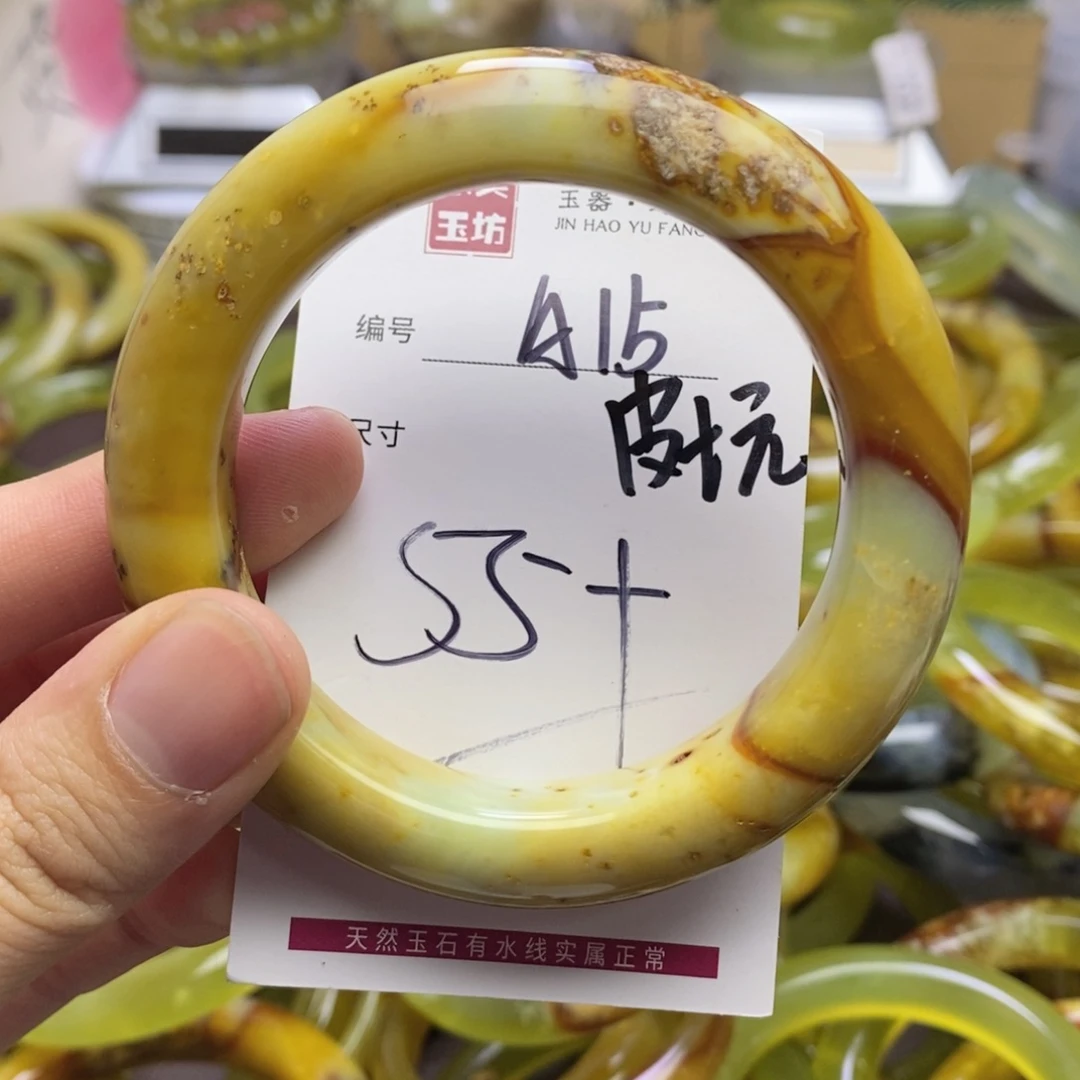 玉坊
玉器·
JIN HAO YU FANG
编号 A15
皮坑
尺寸
55+
天然玉石有水线实属正常